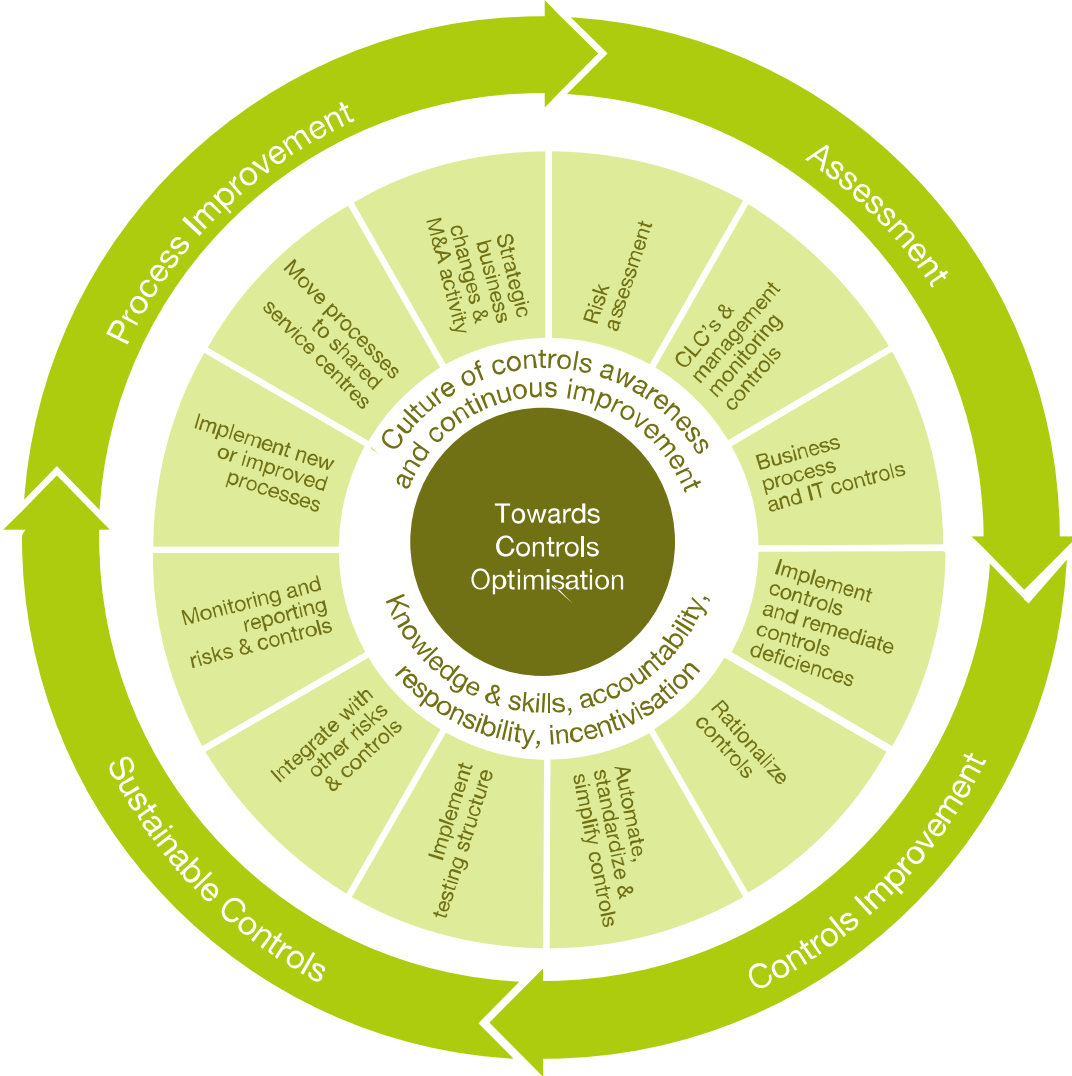 Process Improvement
Assessment
Controls Improvement
Sustainable Controls
Risk
assessment
CLC's &
management
monitoring
controls
Business
process
and IT controls
Implement
controls
and remediate
controls
deficiences
Rationalize
controls
Automate,
standardize &
simplify controls
Implement
testing structure
Integrate with
other risks
& controls
Monitoring and
reporting
risks & controls
Implement new
or improved
processes
Move processes
to shared
service centres
Strategic
business
changes &
M&A activity
Culture of controls awareness
and continuous improvement
Towards
Controls
Optimisation
Knowledge & skills, accountability,
responsibility, incentivisation